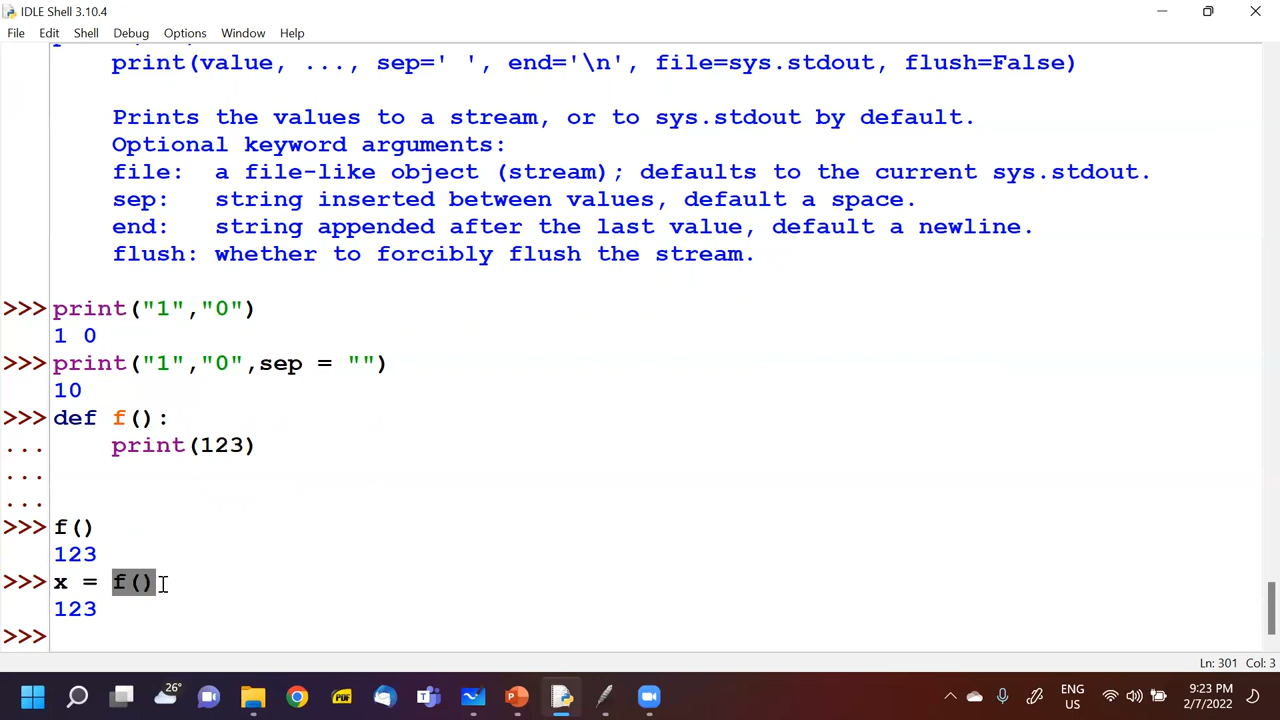 IDLE Shell 3.10.4
File Edit Shell Debug Options Window Help
print(value, ..., sep=' ', end='\n', file=sys.stdout, flush=False)
Prints the values to a stream, or to sys.stdout by default.
Optional keyword arguments:
file: a file-like object (stream); defaults to the current sys.stdout.
sep: string inserted between values, default a space.
end: string appended after the last value, default a newline.
flush: whether to forcibly flush the stream.
>>> print("1","0")
1 0
>>> print("1","0",sep = "")
10
>>> def f():
... print(123)
...
...
>>> f()
123
>>> x = f()
123
>>>
Ln: 301 Col: 3
26°
PDF
ENG
US
9:23 PM
2/7/2022